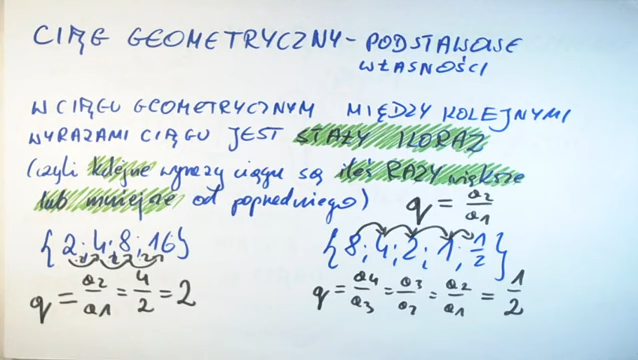 CIĄG GEOMETRYCZNY - PODSTAWOWE
WŁASNOŚCI
W CIĄGU GEOMETRYCZNYM MIĘDZY KOLEJNYMI
WYRAZAMI CIĄGU JEST STAŁY ILORAZ
(czyli kolejne wyrazy ciągu są ileś RAZY większe
lub mniejsze od poprzedniego)
q = a₂/a₁
{2; 4; 8; 16}
q = a₂/a₁ = 4/2 = 2
{8; 4; 2; 1; 1/2}
q = a₄/a₃ = a₃/a₂ = a₂/a₁ = 1/2